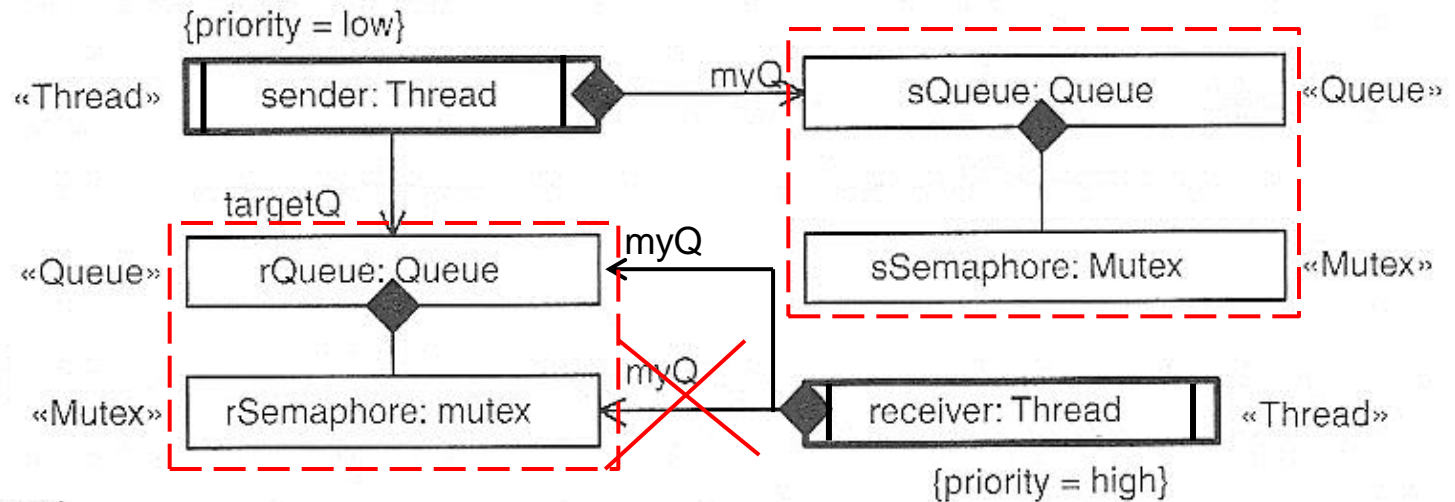 {priority = low}
«Thread»
sender: Thread
myQ
sQueue: Queue
«Queue»
targetQ
«Queue»
rQueue: Queue
myQ
sSemaphore: Mutex
«Mutex»
myQ
«Mutex»
rSemaphore: mutex
receiver: Thread
«Thread»
{priority = high}